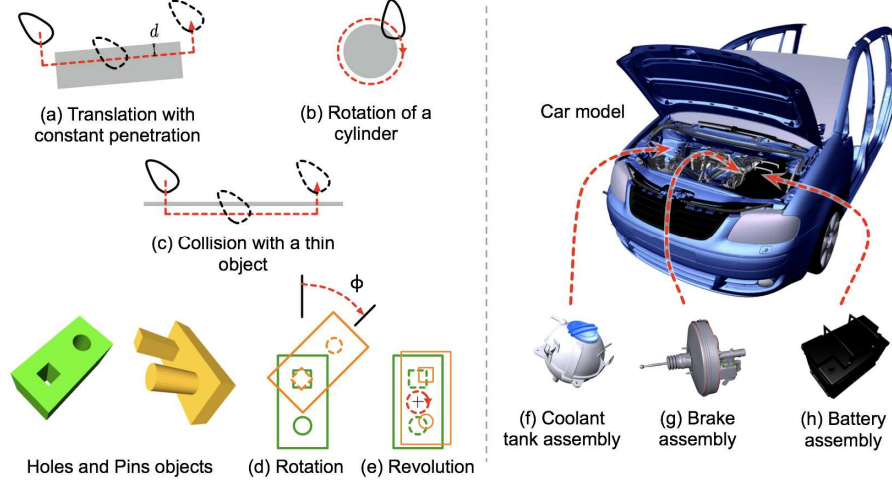 d
(a) Translation with
constant penetration
(b) Rotation of a
cylinder
(c) Collision with a thin
object
ϕ
Holes and Pins objects
(d) Rotation
(e) Revolution
Car model
(f) Coolant
tank assembly
(g) Brake
assembly
(h) Battery
assembly